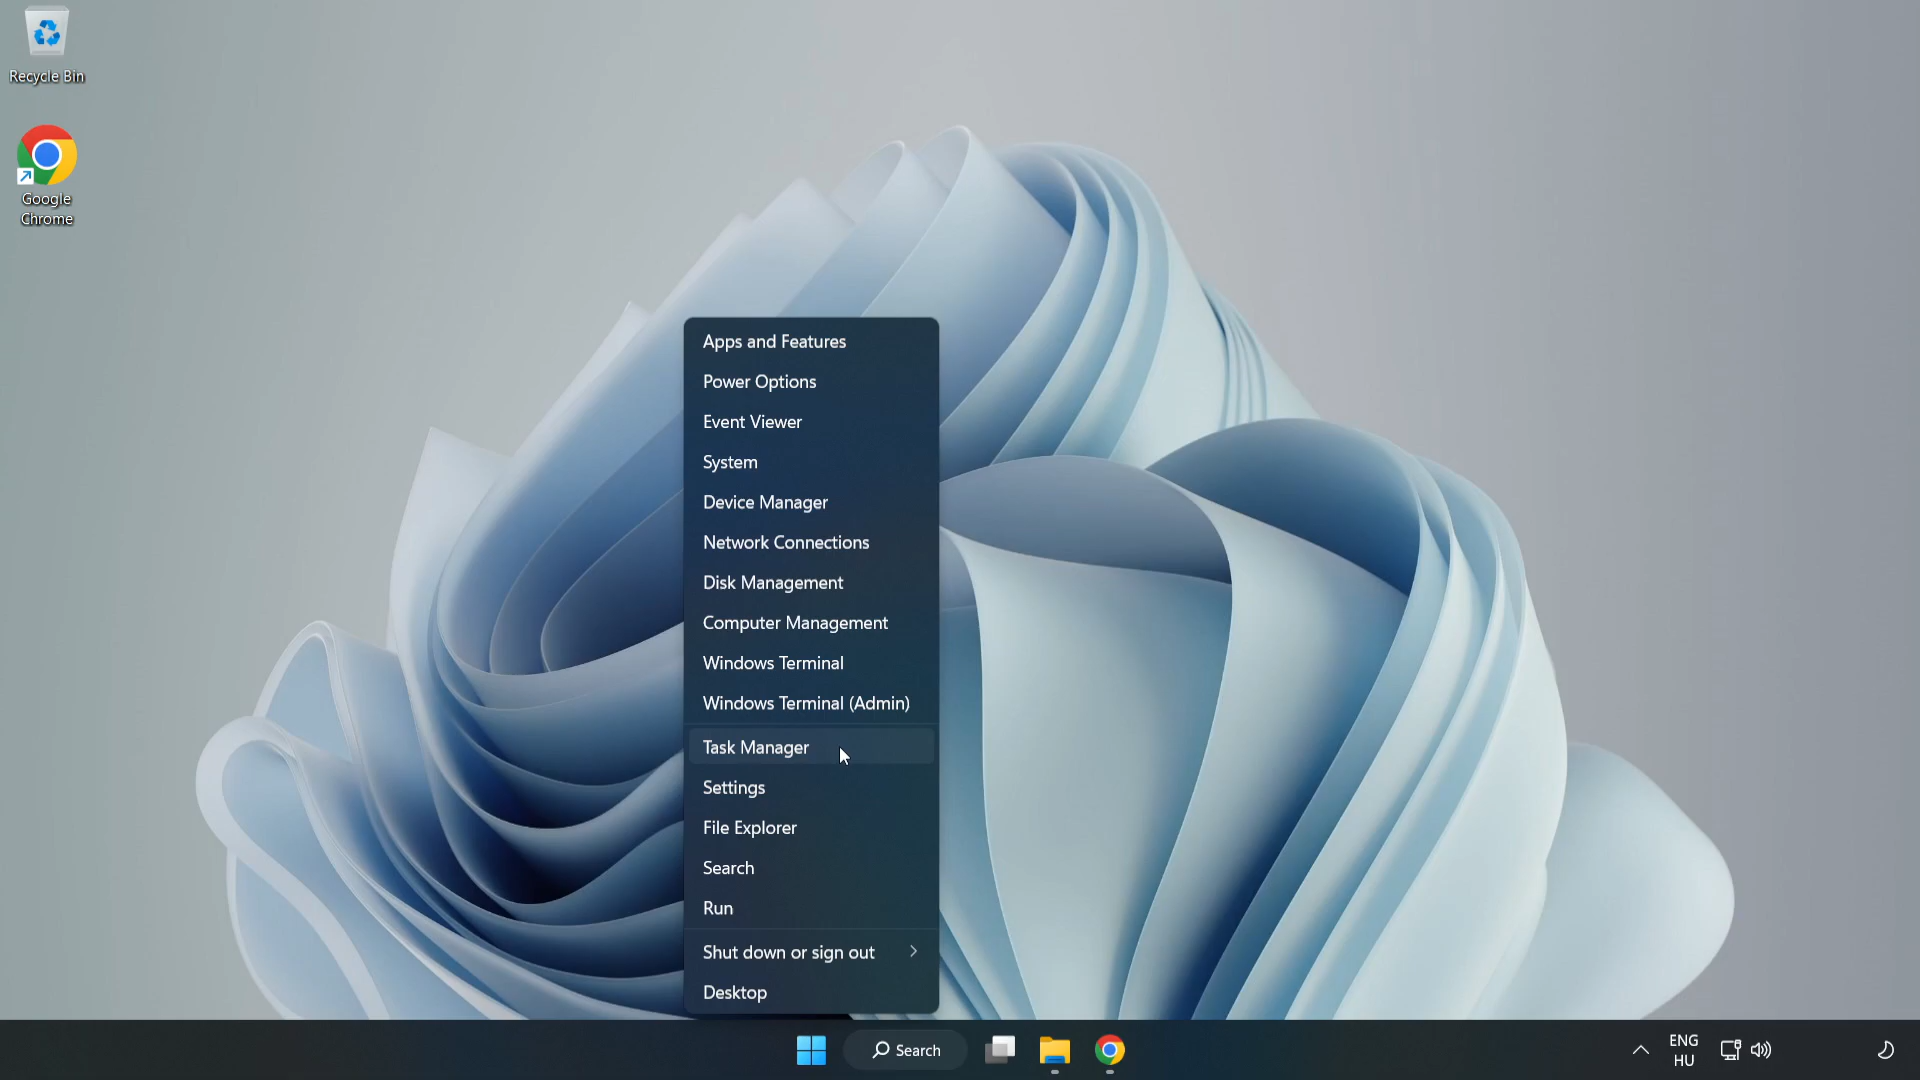 Recycle Bin
Google
Chrome
Apps and Features
Power Options
Event Viewer
System
Device Manager
Network Connections
Disk Management
Computer Management
Windows Terminal
Windows Terminal (Admin)
Task Manager
Settings
File Explorer
Search
Run
Shut down or sign out
Desktop
Search
ENG
HU